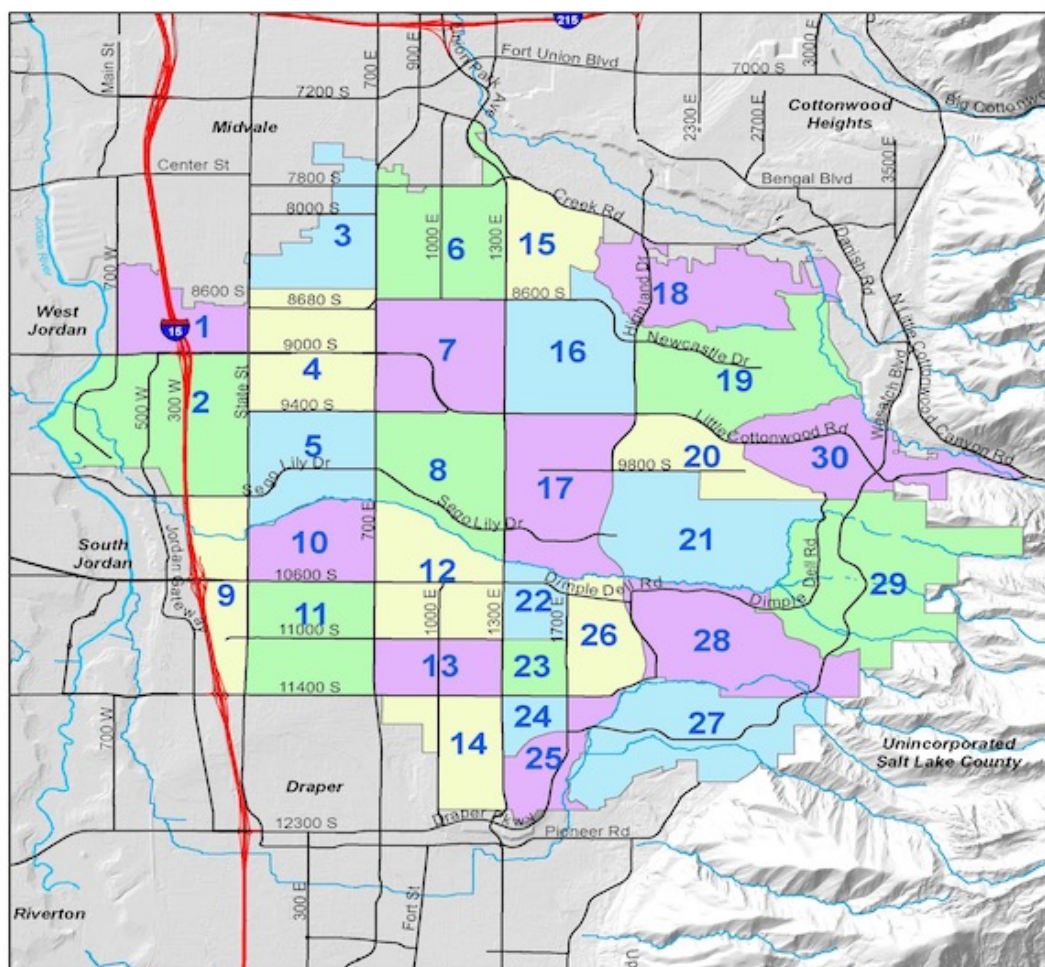 215
Main St
900 E
700 E
Union Park Ave
Fort Union Blvd
7000 S
3000 E
7200 S
Midvale
2300 E
2700 E
Cottonwood
Heights
3500 E
Center St
7800 S
8000 S
Bengal Blvd
Creek Rd
3
1000 E
6
1300 E
15
Jordan River
700 W
8600 S
8680 S
8600 S
Highland Dr
18
Danish Rd
N Little Cottonwood Canyon Rd
West
Jordan
1
15
9000 S
7
16
Newcastle Dr
19
Wasatch Blvd
2
500 W
300 W
State St
4
9400 S
5
8
17
Little Cottonwood Rd
20
9800 S
30
Sego Lily Dr
Sego Lily Dr
700 E
South
Jordan
Jordan Gateway
10
12
21
Dimple Dell Rd
Dimple Dell Rd
29
9
10600 S
11
1000 E
1300 E
22
1700 E
26
28
11000 S
13
23
11400 S
700 W
14
24
25
27
Unincorporated
Salt Lake County
Draper
12300 S
Pioneer Rd
300 E
Fort St
Riverton